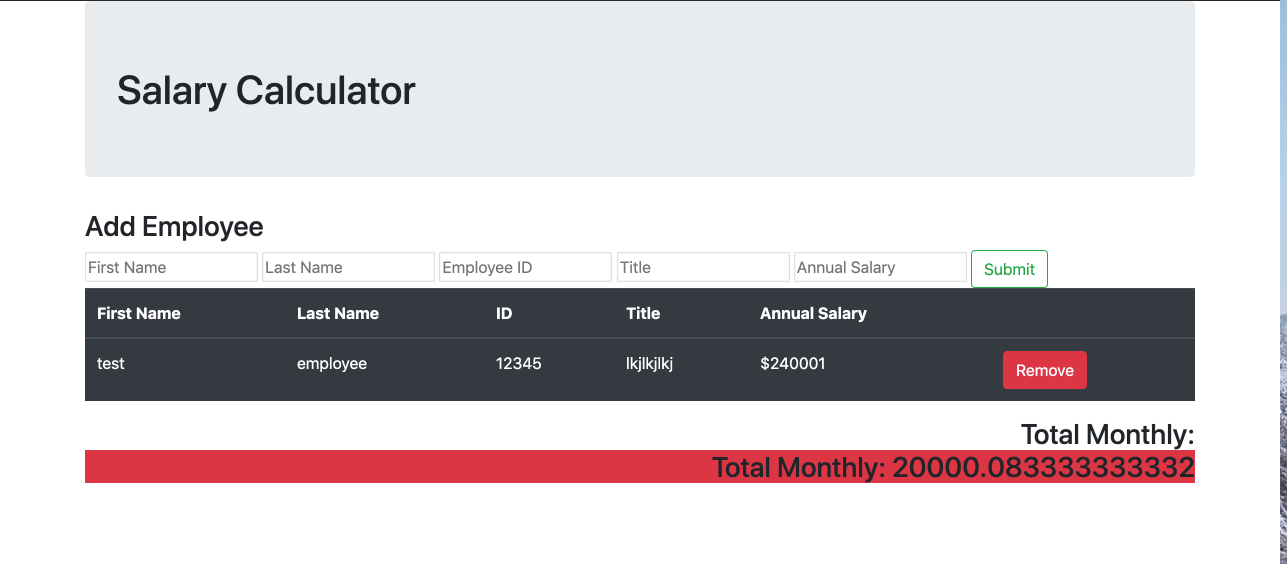 Salary Calculator
Add Employee
First Name Last Name Employee ID Title Annual Salary Submit
First Name Last Name ID Title Annual Salary
test employee 12345 lkjlkjlkj $240001 Remove
Total Monthly:
Total Monthly: 20000.083333333332